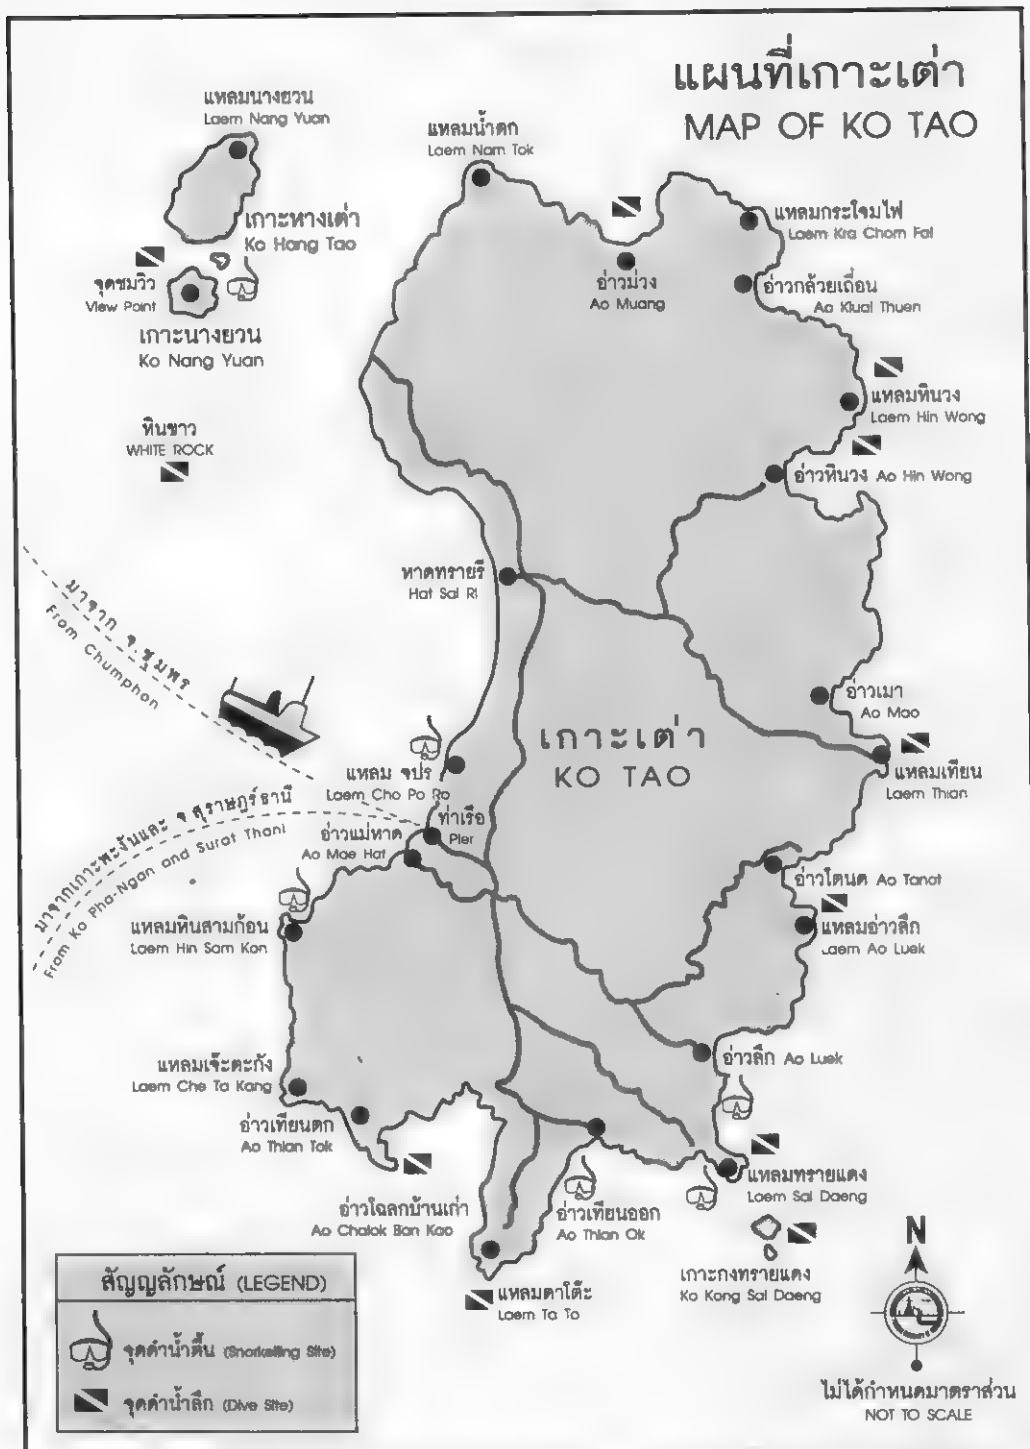 แผนที่เกาะเต่า
MAP OF KO TAO
แหลมนางยวน
Laem Nang Yuan
แหลมน้ำตก
Laem Nam Tok
เกาะหางเต่า
Ko Hang Tao
จุดชมวิว
View Point
เกาะนางยวน
Ko Nang Yuan
หินขาว
WHITE ROCK
อ่าวม่วง
Ao Muang
แหลมกระโจมไฟ
Laem Kra Chom Fai
อ่าวกล้วยเถื่อน
Ao Kluai Thuen
แหลมหินวง
Laem Hin Wong
อ่าวหินวง Ao Hin Wong
หาดทรายรี
Hat Sai Ri
มาจาก จ.ชุมพร
From Chumphon
อ่าวเมา
Ao Mao
เกาะเต่า
KO TAO
แหลมเทียน
Laem Thian
แหลม จปร
Laem Cho Po Ro
ท่าเรือ
Pier
อ่าวแม่หาด
Ao Mae Hat
มาจากเกาะพะงันและ จ.สุราษฎร์ธานี
From Ko Pha-Ngan and Surat Thani
อ่าวโตนด Ao Tanot
แหลมหินสามก้อน
Laem Hin Sam Kon
แหลมอ่าวลึก
Laem Ao Luek
อ่าวลึก Ao Luek
แหลมเจ๊ะตะกัง
Laem Che Ta Kang
อ่าวเทียนตก
Ao Thian Tok
อ่าวโฉลกบ้านเก่า
Ao Chalok Ban Kao
อ่าวเทียนออก
Ao Thian Ok
แหลมทรายแดง
Laem Sai Daeng
เกาะกงทรายแดง
Ko Kong Sai Daeng
แหลมตาโต๊ะ
Laem Ta To
สัญญลักษณ์ (LEGEND)
จุดดำน้ำตื้น (Snorkelling Site)
จุดดำน้ำลึก (Dive Site)
N
ไม่ได้กำหนดมาตราส่วน
NOT TO SCALE